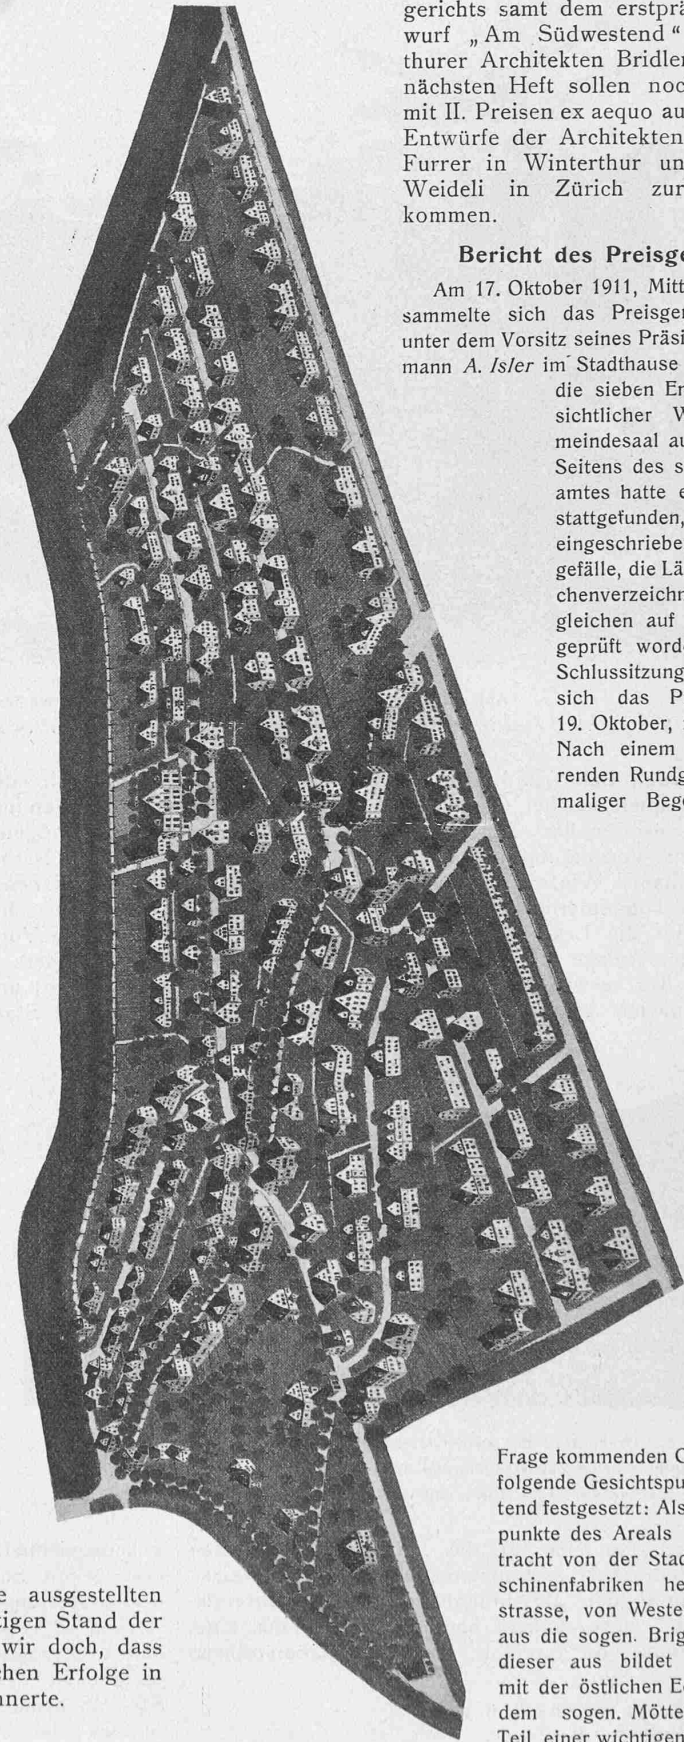 gerichts samt dem erstprä
wurf „Am Südwestend“
thurer Architekten Bridler
nächsten Heft sollen noc
mit II. Preisen ex aequo au
Entwürfe der Architekten
Furrer in Winterthur un
Weideli in Zürich zur
kommen.
Bericht des Preisge
Am 17. Oktober 1911, Mitt
sammelte sich das Preisger
unter dem Vorsitz seines Präsi
mann A. Isler im Stadthause
die sieben En
sichtlicher W
meindesaal au
Seitens des s
amtes hatte e
stattgefunden,
eingeschriebe
gefälle, die Lä
chenverzeichn
gleichen auf
geprüft word
Schlussitzung
sich das P
19. Oktober,
Nach einem
renden Rundg
maliger Bege
Frage kommenden G
folgende Gesichtspu
tend festgesetzt: Als
punkte des Areals
tracht von der Stad
schinenfabriken he
strasse, von Weste
aus die sogen. Brig
dieser aus bildet
mit der östlichen E
dem sogen. Mötte
Teil einer wichtigen
e ausgestellten
tigen Stand der
wir doch, dass
chen Erfolge in
nnerte.